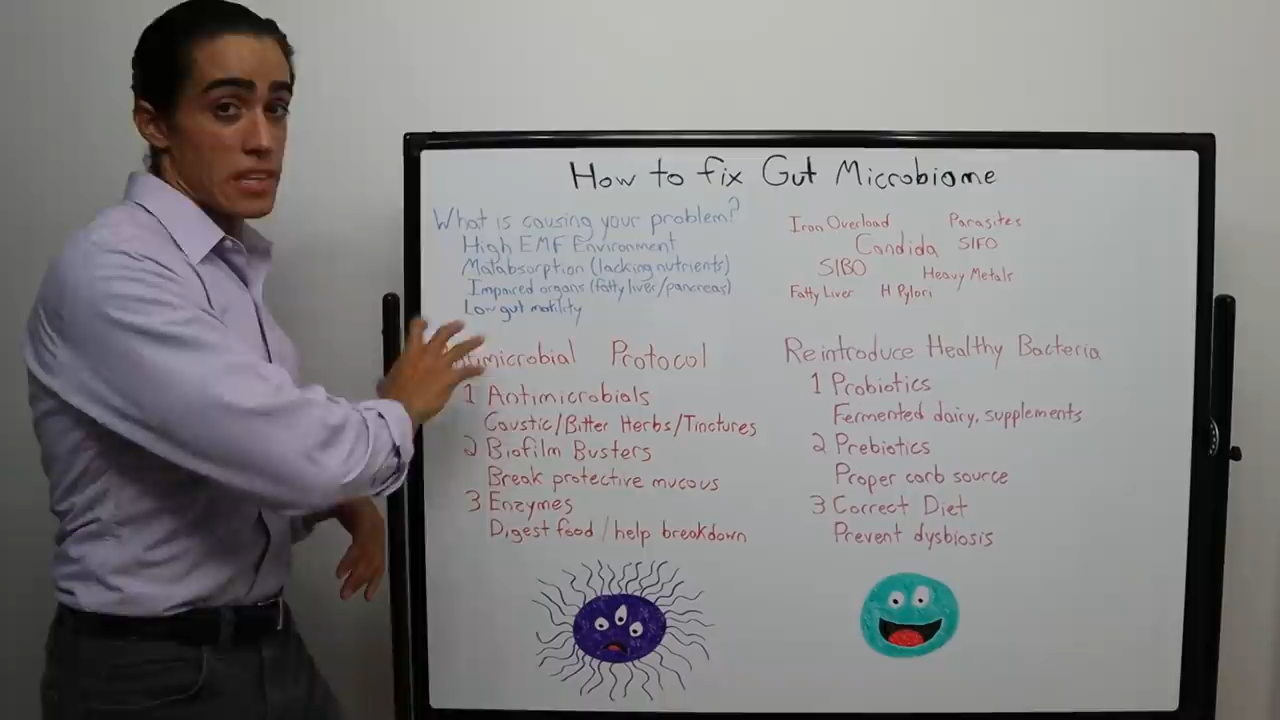 How to fix Gut Microbiome
What is causing your problem?
High EMF Environment
Malabsorption (lacking nutrients)
Impaired organs (fatty liver/pancreas)
Low gut motility
Iron Overload Parasites
Candida SIFO
SIBO Heavy Metals
Fatty Liver H Pylori
Protocol
1 Antimicrobials
Caustic/Bitter Herbs/Tinctures
2 Biofilm Busters
Break protective mucous
3 Enzymes
Digest food / help breakdown
Reintroduce Healthy Bacteria
1 Probiotics
Fermented dairy, supplements
2 Prebiotics
Proper carb source
3 Correct Diet
Prevent dysbiosis